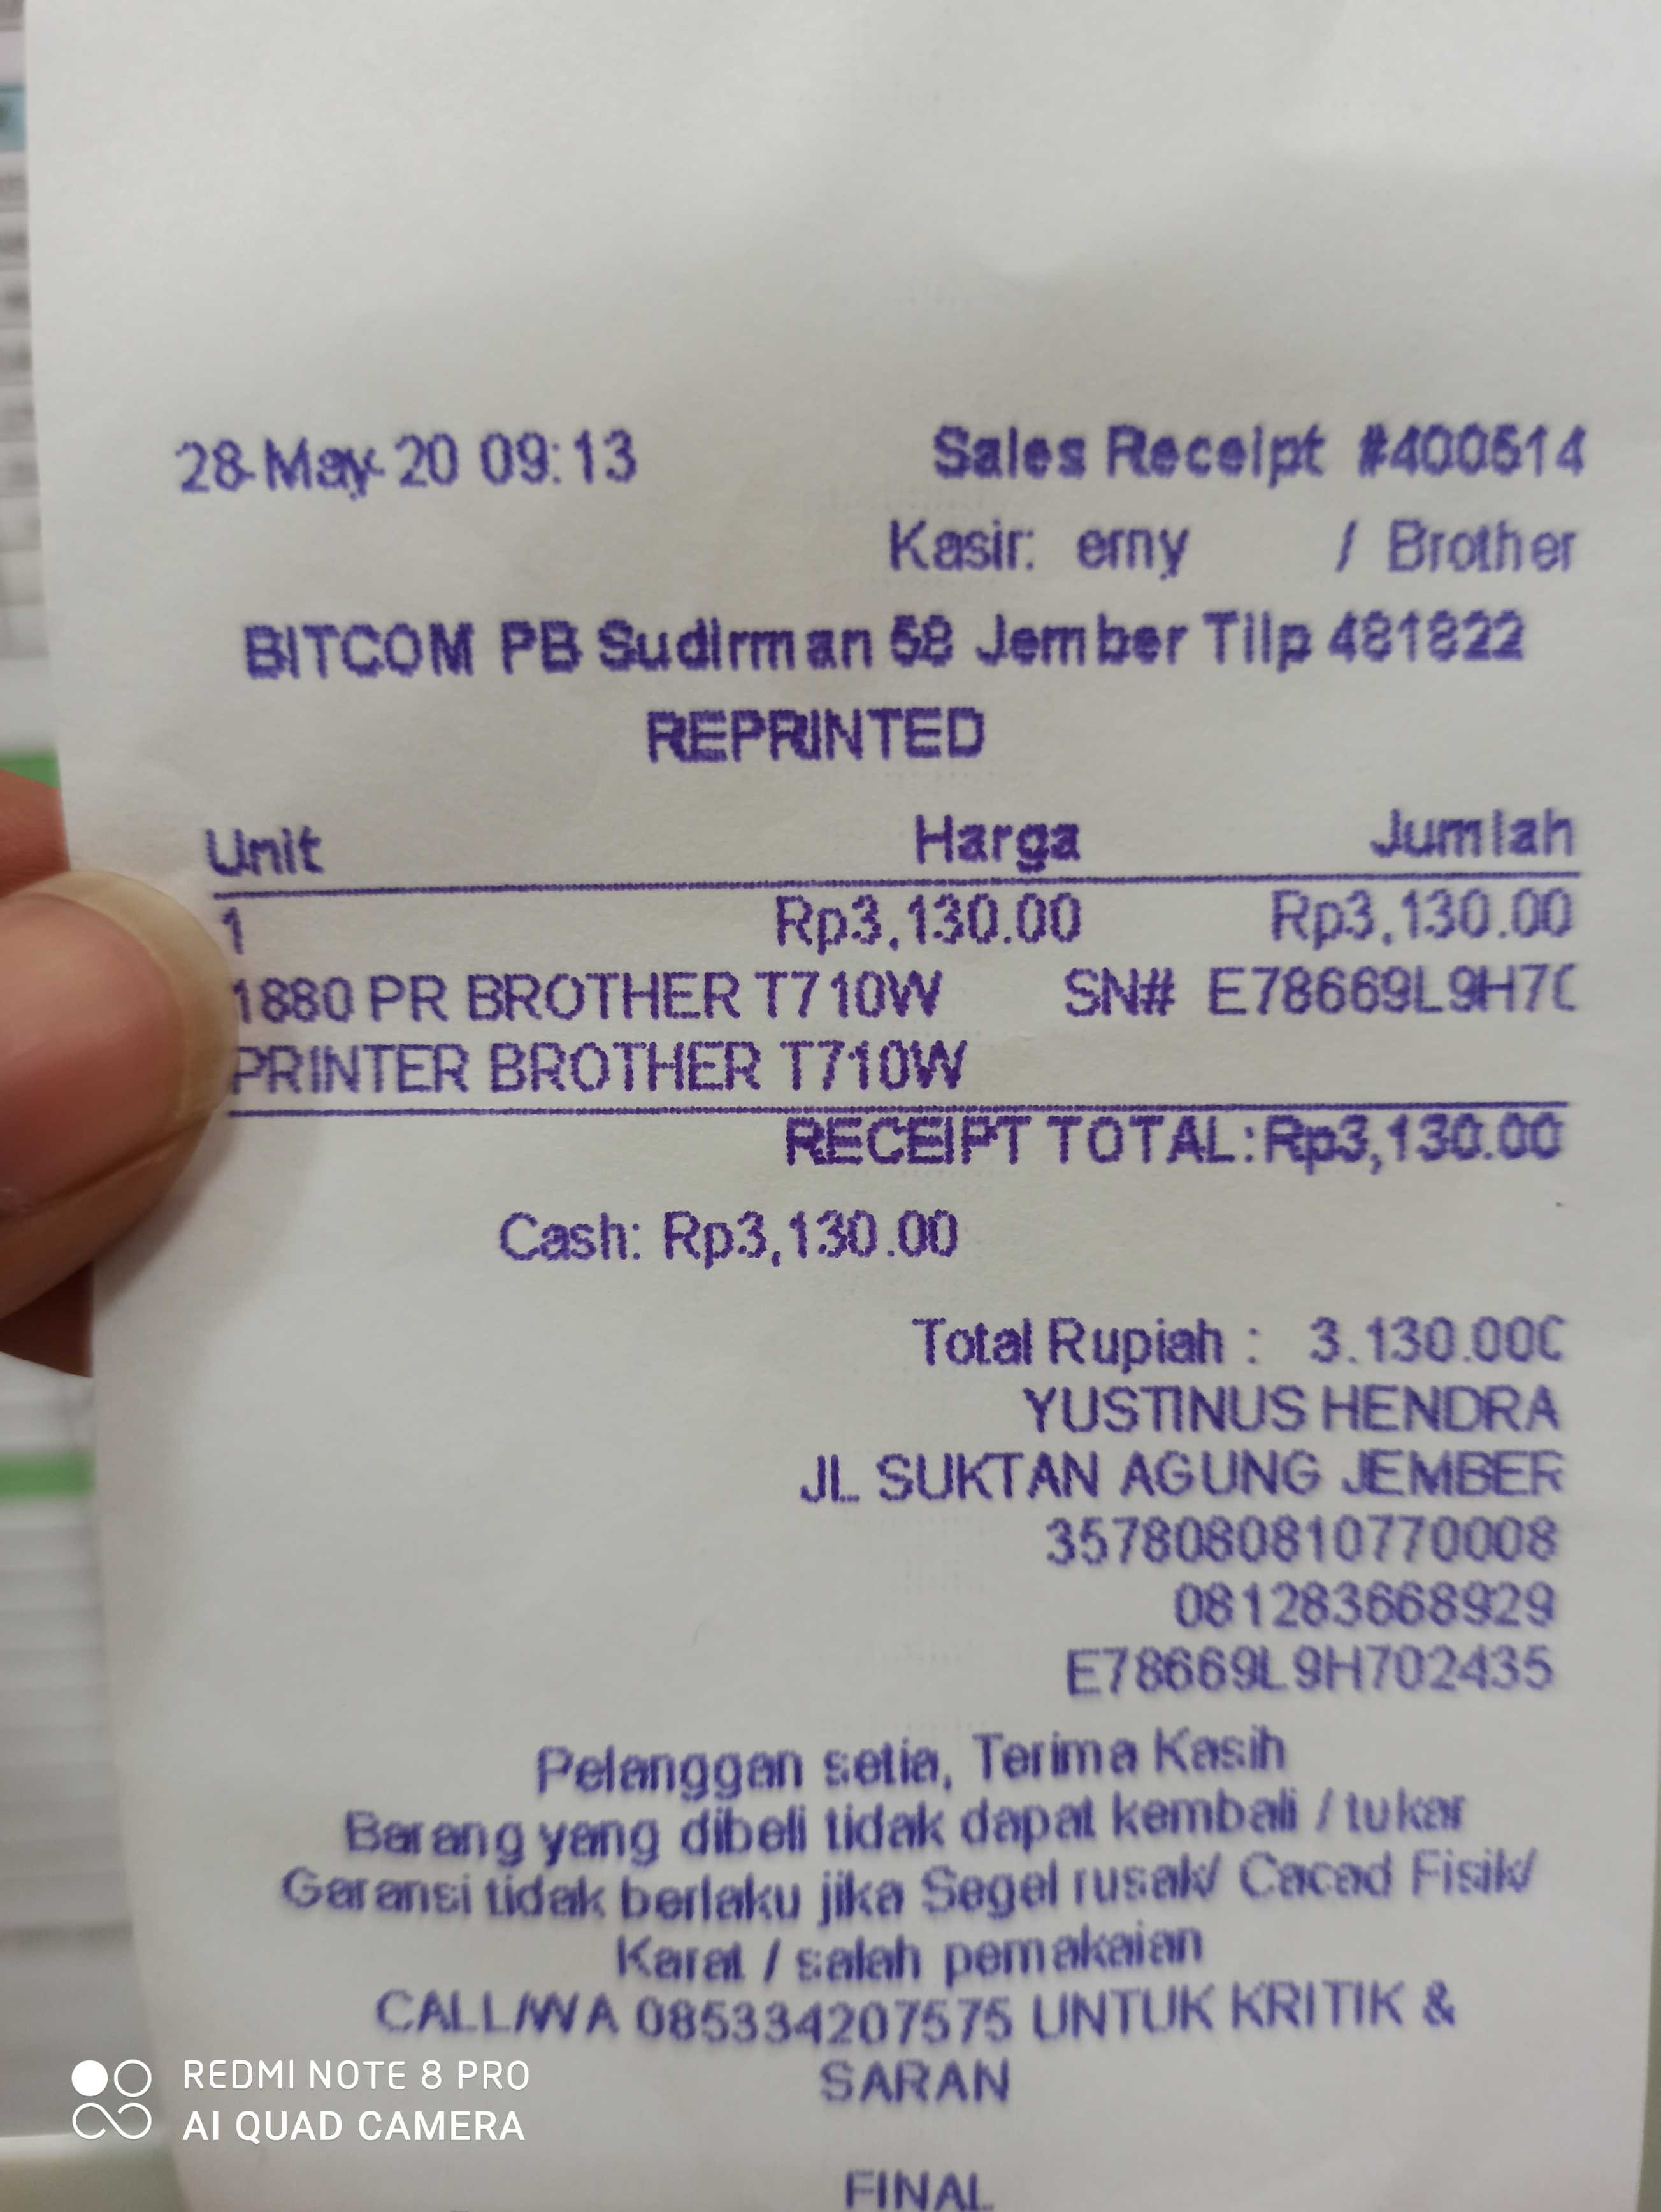 28-May-20 09:13 Sales Receipt #400514
Kasir: erny / Brother
BITCOM PB Sudirman 58 Jember Tilp 481822
REPRINTED
Unit Harga Jumlah
1 Rp3,130.00 Rp3,130.00
1880 PR BROTHER T710W SN# E78669L9H70
PRINTER BROTHER T710W
RECEIPT TOTAL: Rp3,130.00
Cash: Rp3,130.00
Total Rupiah : 3.130.000
YUSTINUS HENDRA
JL SUKTAN AGUNG JEMBER
3578080810770008
081283668929
E78669L9H702435
Pelanggan setia, Terima Kasih
Barang yang dibeli tidak dapat kembali / tukar
Garansi tidak berlaku jika Segel rusak/ Cacad Fisik/
Karat / salah pemakaian
CALL/WA 085334207575 UNTUK KRITIK &
SARAN
FINAL
REDMI NOTE 8 PRO
AI QUAD CAMERA